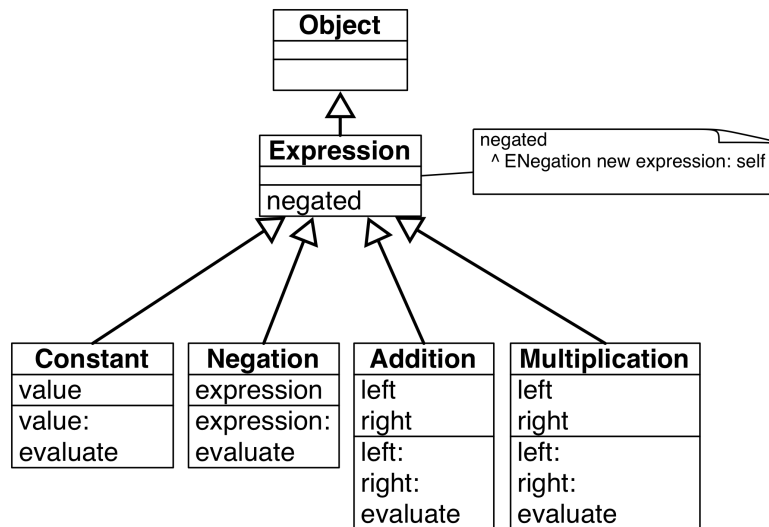 Object
Expression
negated
negated
^ ENegation new expression: self
Constant
value
value:
evaluate
Negation
expression
expression:
evaluate
Addition
left
right
left:
right:
evaluate
Multiplication
left
right
left:
right:
evaluate